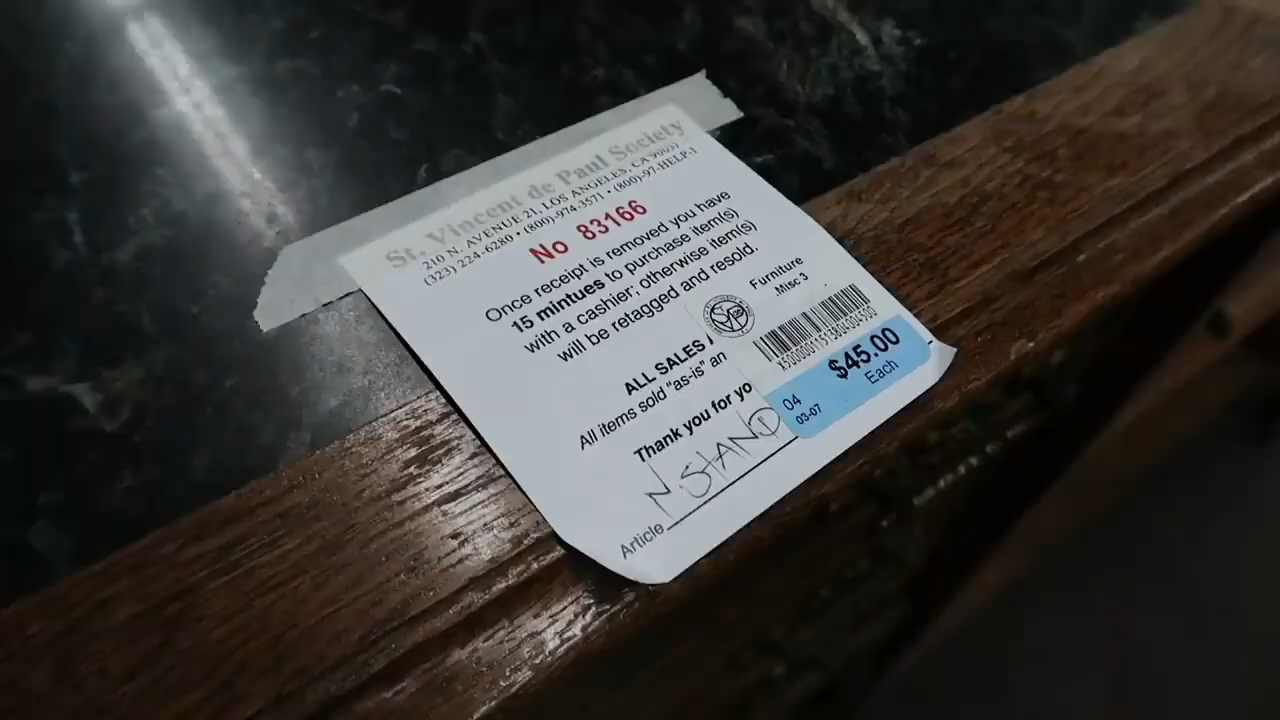 St. Vincent de Paul Society
210 N. AVENUE 21, LOS ANGELES, CA 90031
(323) 224-6280 • (800)-974-3571 • (800)-97-HELP-1
No 83166
Once receipt is removed you have
15 mintues to purchase item(s)
with a cashier; otherwise item(s)
will be retagged and resold.
ALL SALES
All items sold "as-is" an
Thank you for yo
N. STAND
Article
Furniture
.Misc 3
$45.00
Each
04
03-07